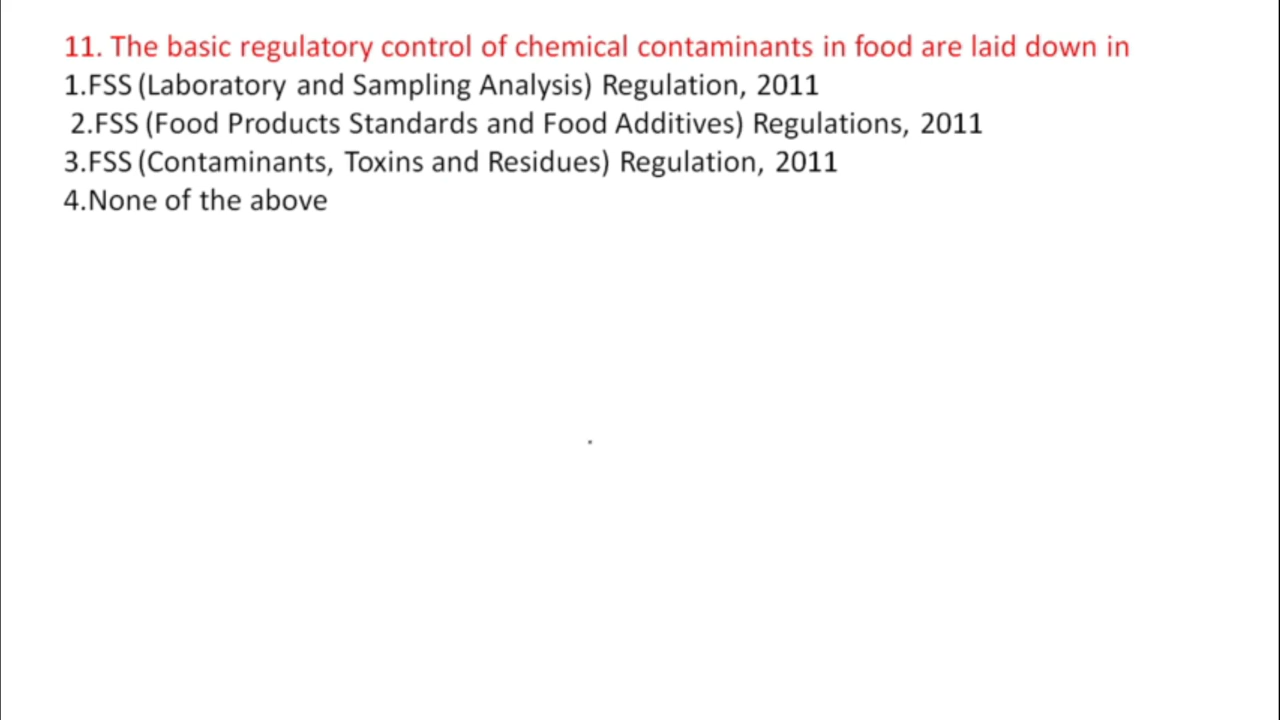 11. The basic regulatory control of chemical contaminants in food are laid down in
1.FSS (Laboratory and Sampling Analysis) Regulation, 2011
2.FSS (Food Products Standards and Food Additives) Regulations, 2011
3.FSS (Contaminants, Toxins and Residues) Regulation, 2011
4.None of the above